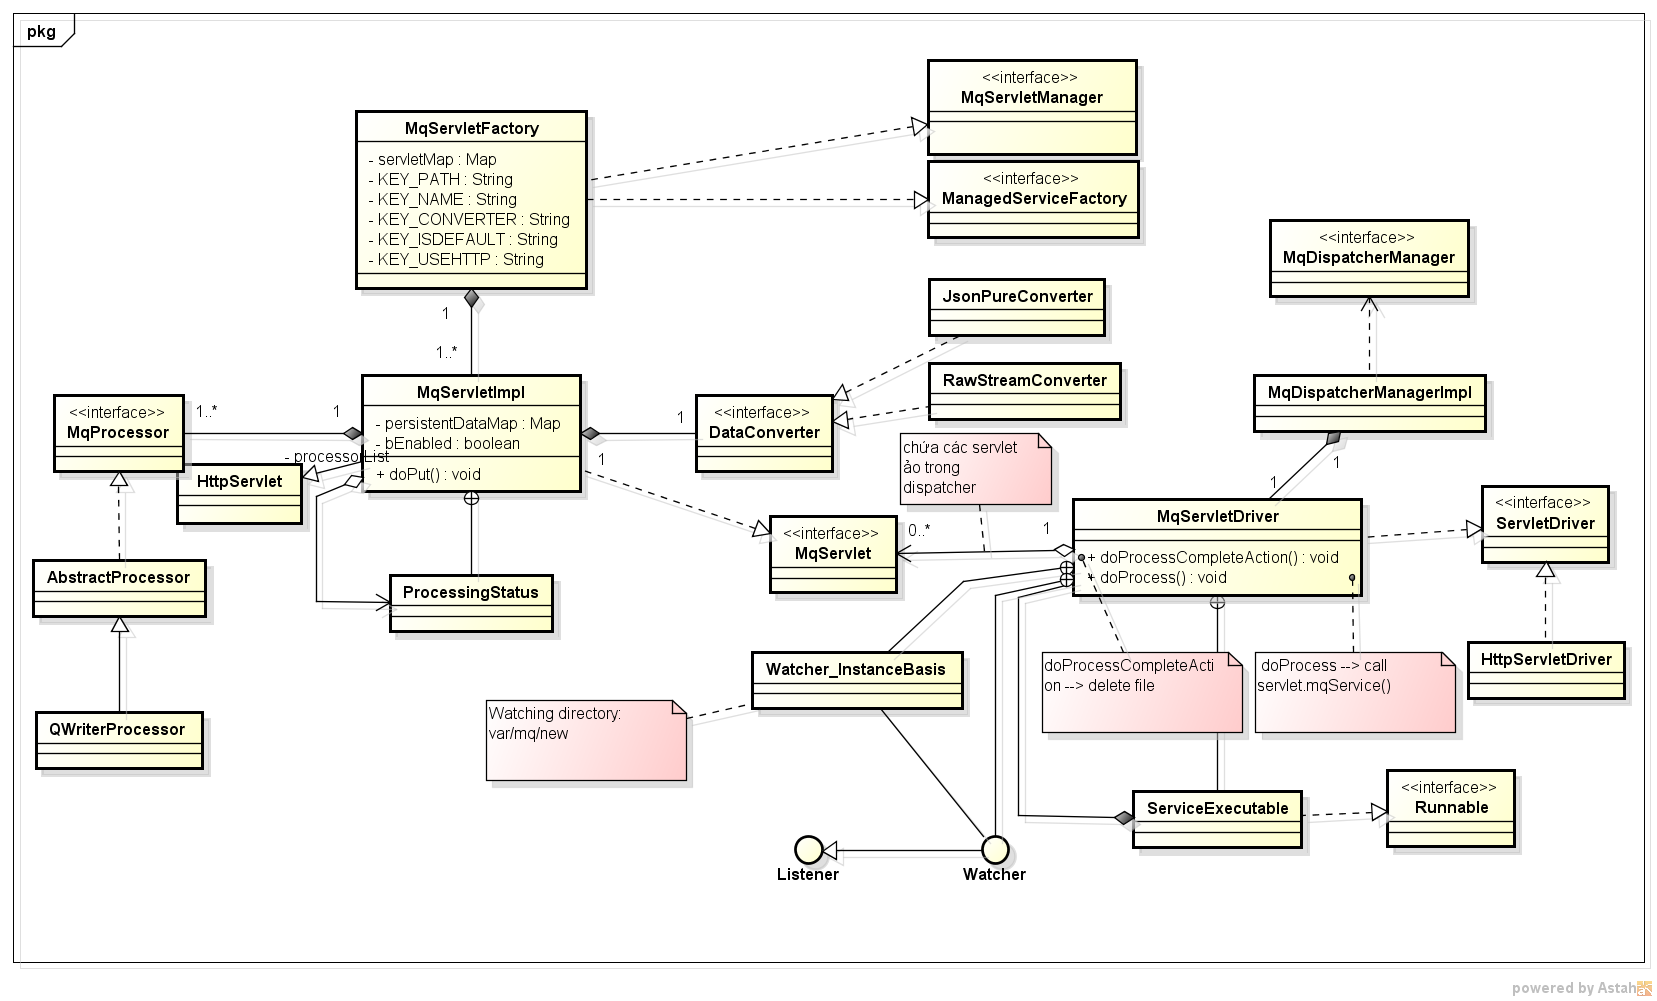 pkg
<<interface>>
MqServletManager
MqServletFactory
- servletMap : Map
- KEY_PATH : String
- KEY_NAME : String
- KEY_CONVERTER : String
- KEY_ISDEFAULT : String
- KEY_USEHTTP : String
<<interface>>
ManagedServiceFactory
<<interface>>
MqDispatcherManager
JsonPureConverter
1
1..*
RawStreamConverter
MqServletImpl
- persistentDataMap : Map
- bEnabled : boolean
+ doPut() : void
MqDispatcherManagerImpl
<<interface>>
MqProcessor
1..*
1
- processorList
<<interface>>
DataConverter
1
1
chứa các servlet
ảo trong
dispatcher
1
1
HttpServlet
<<interface>>
MqServlet
0..*
1
MqServletDriver
+ doProcessCompleteAction() : void
+ doProcess() : void
<<interface>>
ServletDriver
AbstractProcessor
ProcessingStatus
Watcher_InstanceBasis
doProcessCompleteActi
on --> delete file
doProcess --> call
servlet.mqService()
HttpServletDriver
Watching directory:
var/mq/new
QWriterProcessor
ServiceExecutable
<<interface>>
Runnable
Listener
Watcher
powered by Astah